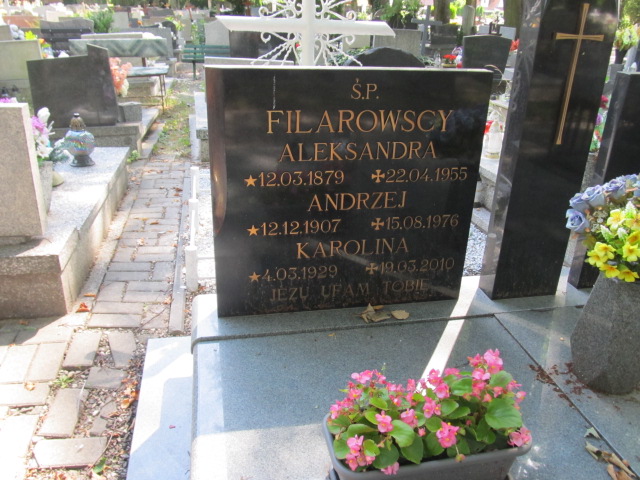 Ś.P.
FILAROWSCY
ALEKSANDRA
★12.03.1879 ✠22.04.1955
ANDRZEJ
★12.12.1907 ✠15.08.1976
KAROLINA
★4.03.1929 ✠19.03.2010
JEZU UFAM TOBIE